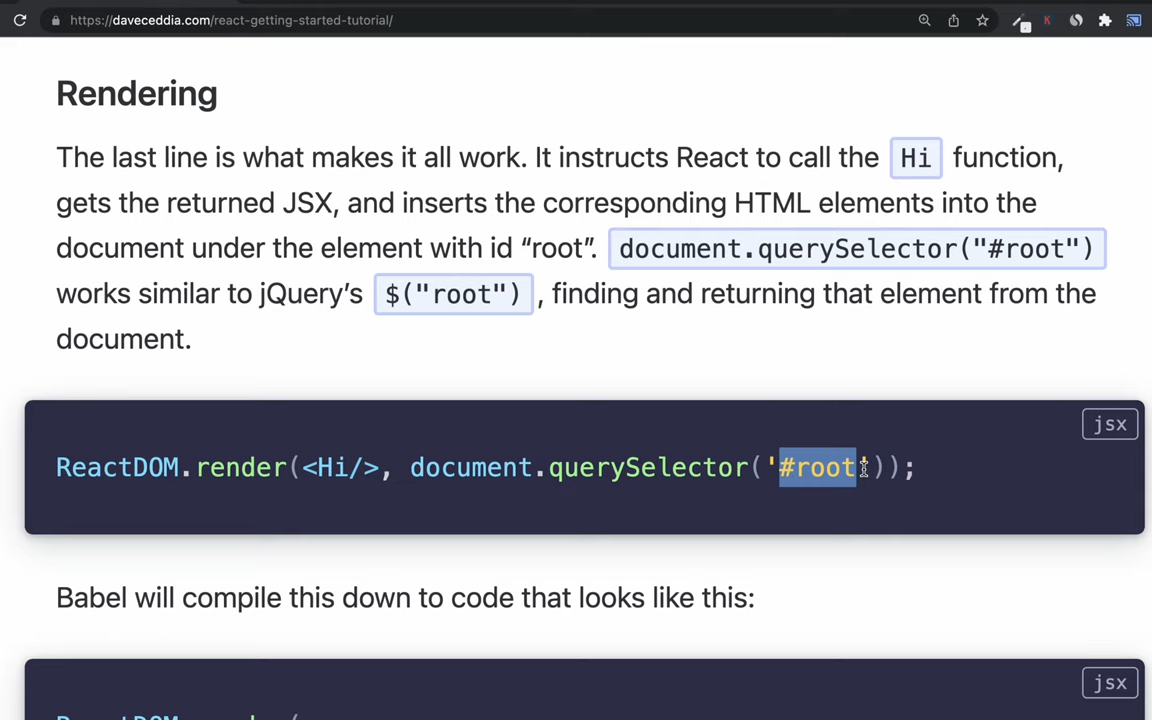 https://daveceddia.com/react-getting-started-tutorial/
K
Rendering
The last line is what makes it all work. It instructs React to call the Hi function,
gets the returned JSX, and inserts the corresponding HTML elements into the
document under the element with id “root”. document.querySelector("#root")
works similar to jQuery’s $("root") , finding and returning that element from the
document.
jsx
ReactDOM.render(<Hi/>, document.querySelector('#root'));
Babel will compile this down to code that looks like this:
jsx
ReactDOM.render(